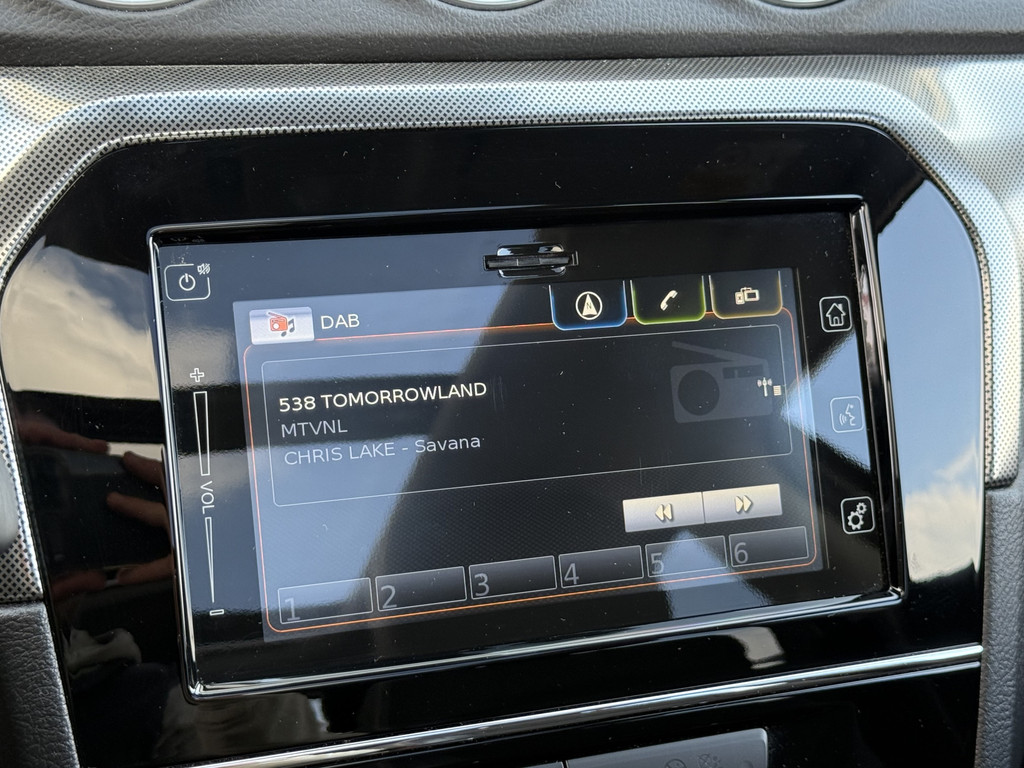 DAB
538 TOMORROWLAND
MTVNL
CHRIS LAKE - Savana
+
VOL
-
1 2 3 4 5 6